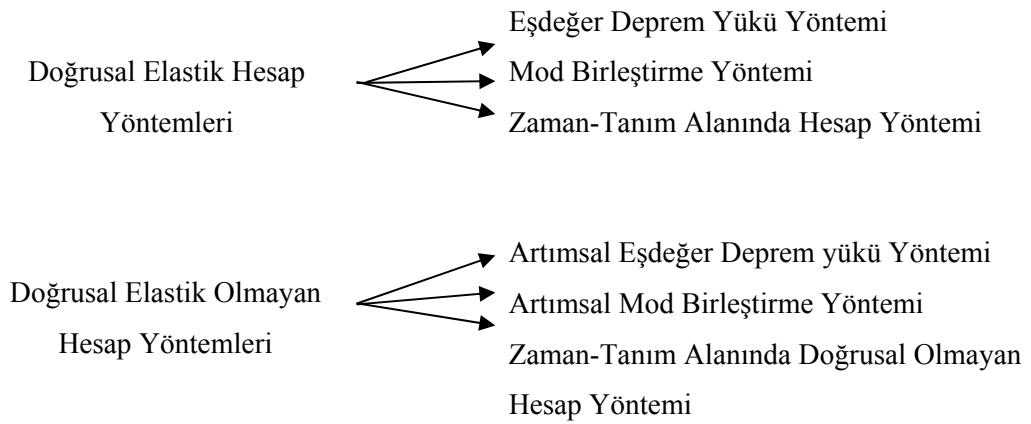 Doğrusal Elastik Hesap
Yöntemleri
Eşdeğer Deprem Yükü Yöntemi
Mod Birleştirme Yöntemi
Zaman-Tanım Alanında Hesap Yöntemi
Doğrusal Elastik Olmayan
Hesap Yöntemleri
Artımsal Eşdeğer Deprem yükü Yöntemi
Artımsal Mod Birleştirme Yöntemi
Zaman-Tanım Alanında Doğrusal Olmayan
Hesap Yöntemi